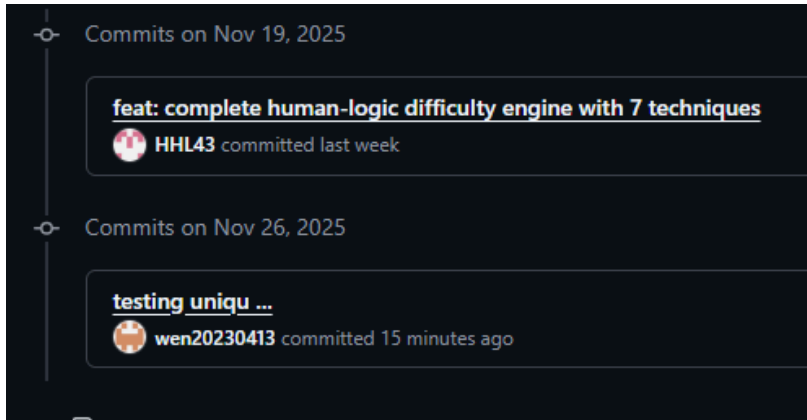 Commits on Nov 19, 2025
feat: complete human-logic difficulty engine with 7 techniques
HHL43 committed last week
Commits on Nov 26, 2025
testing uniqu ...
wen20230413 committed 15 minutes ago